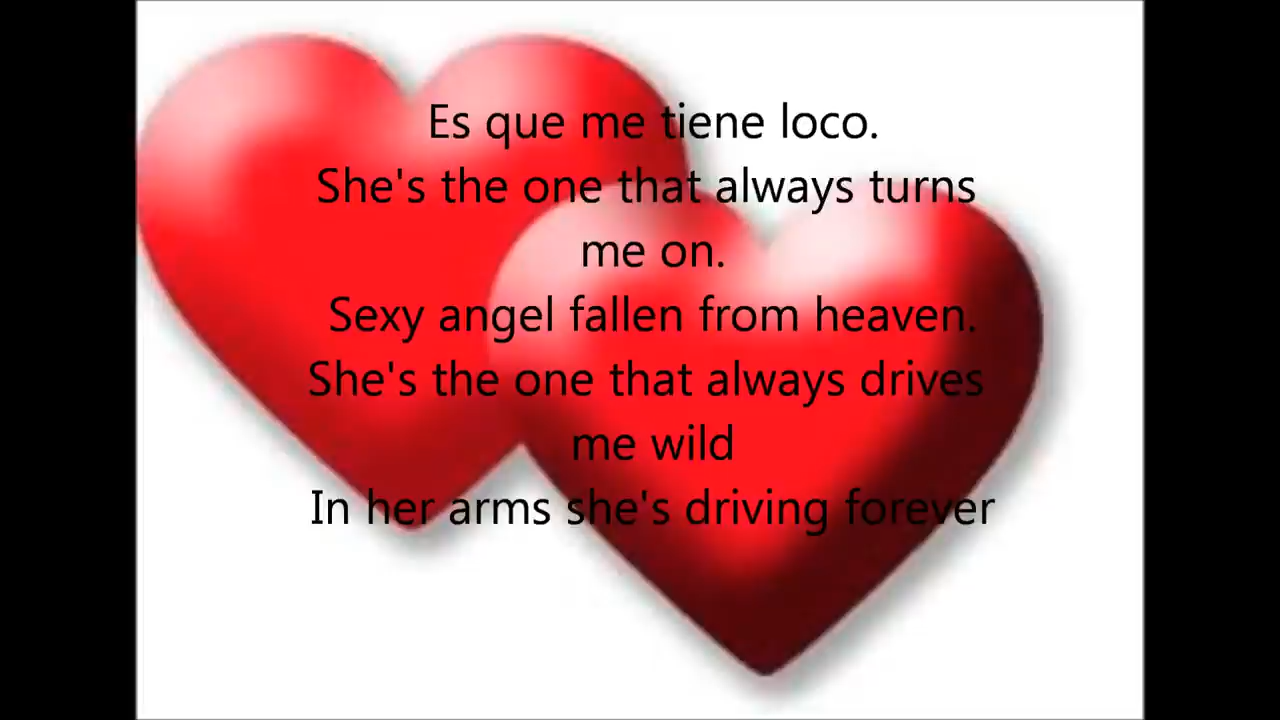 Es que me tiene loco.
She's the one that always turns
me on.
Sexy angel fallen from heaven.
She's the one that always drives
me wild
In her arms she's driving forever